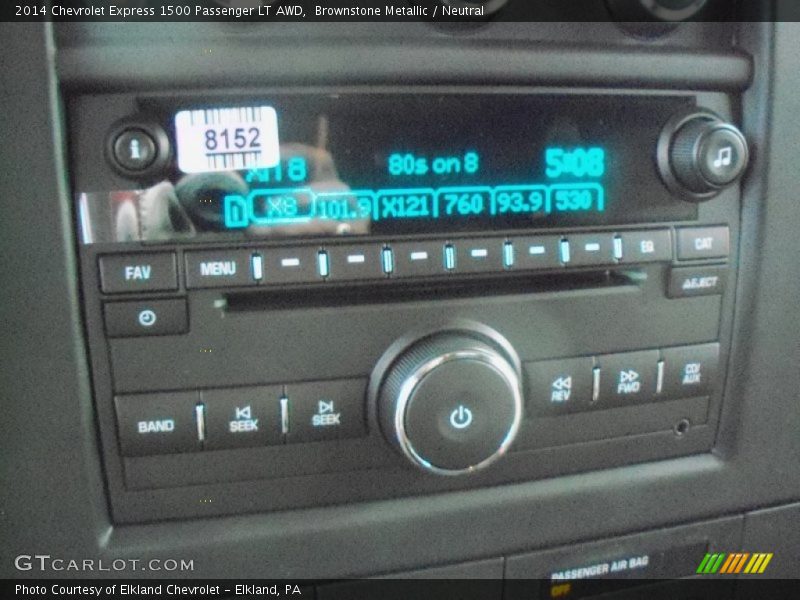 2014 Chevrolet Express 1500 Passenger LT AWD, Brownstone Metallic / Neutral
8152
80s on 8
5:08
X8 101.9 X121 760 93.9 530
FAV
MENU
EQ
CAT
EJECT
BAND
SEEK
SEEK
REV
FWD
CD/
AUX
PASSENGER AIR BAG
OFF
GTCARLOT.COM
Photo Courtesy of Elkland Chevrolet - Elkland, PA